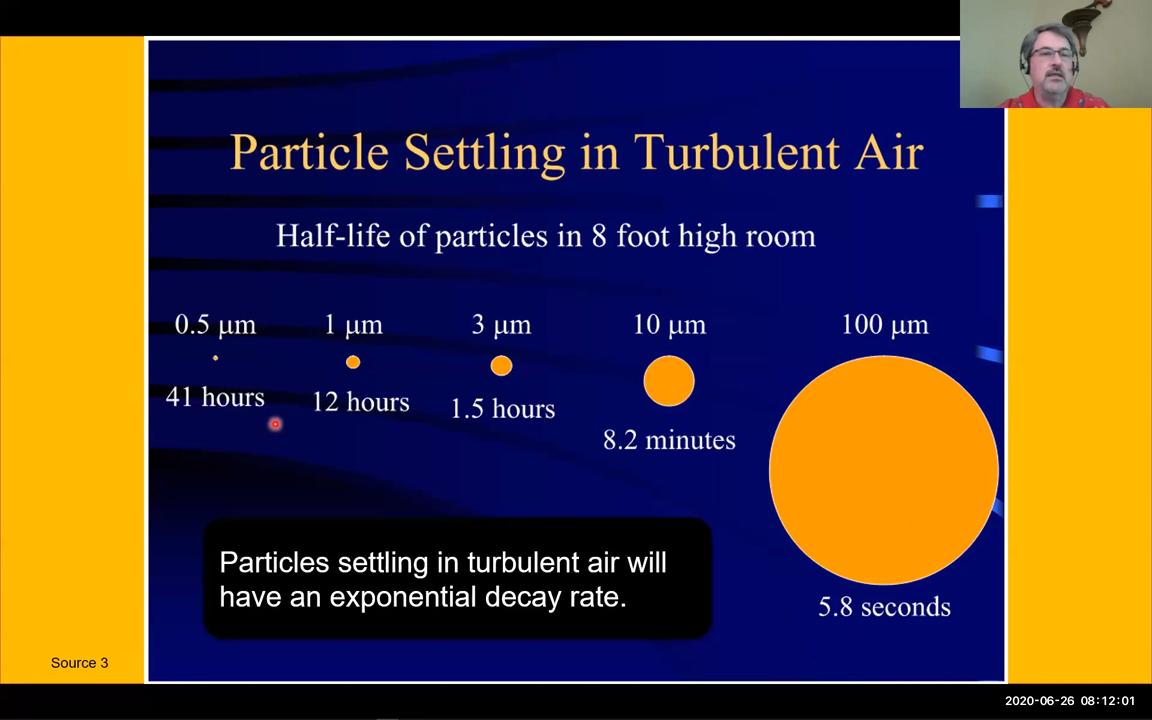 Particle Settling in Turbulent Air
Half-life of particles in 8 foot high room
0.5 µm 1 µm 3 µm 10 µm 100 µm
41 hours 12 hours 1.5 hours 8.2 minutes 5.8 seconds
Particles settling in turbulent air will
have an exponential decay rate.
Source 3
2020-06-26 08:12:01